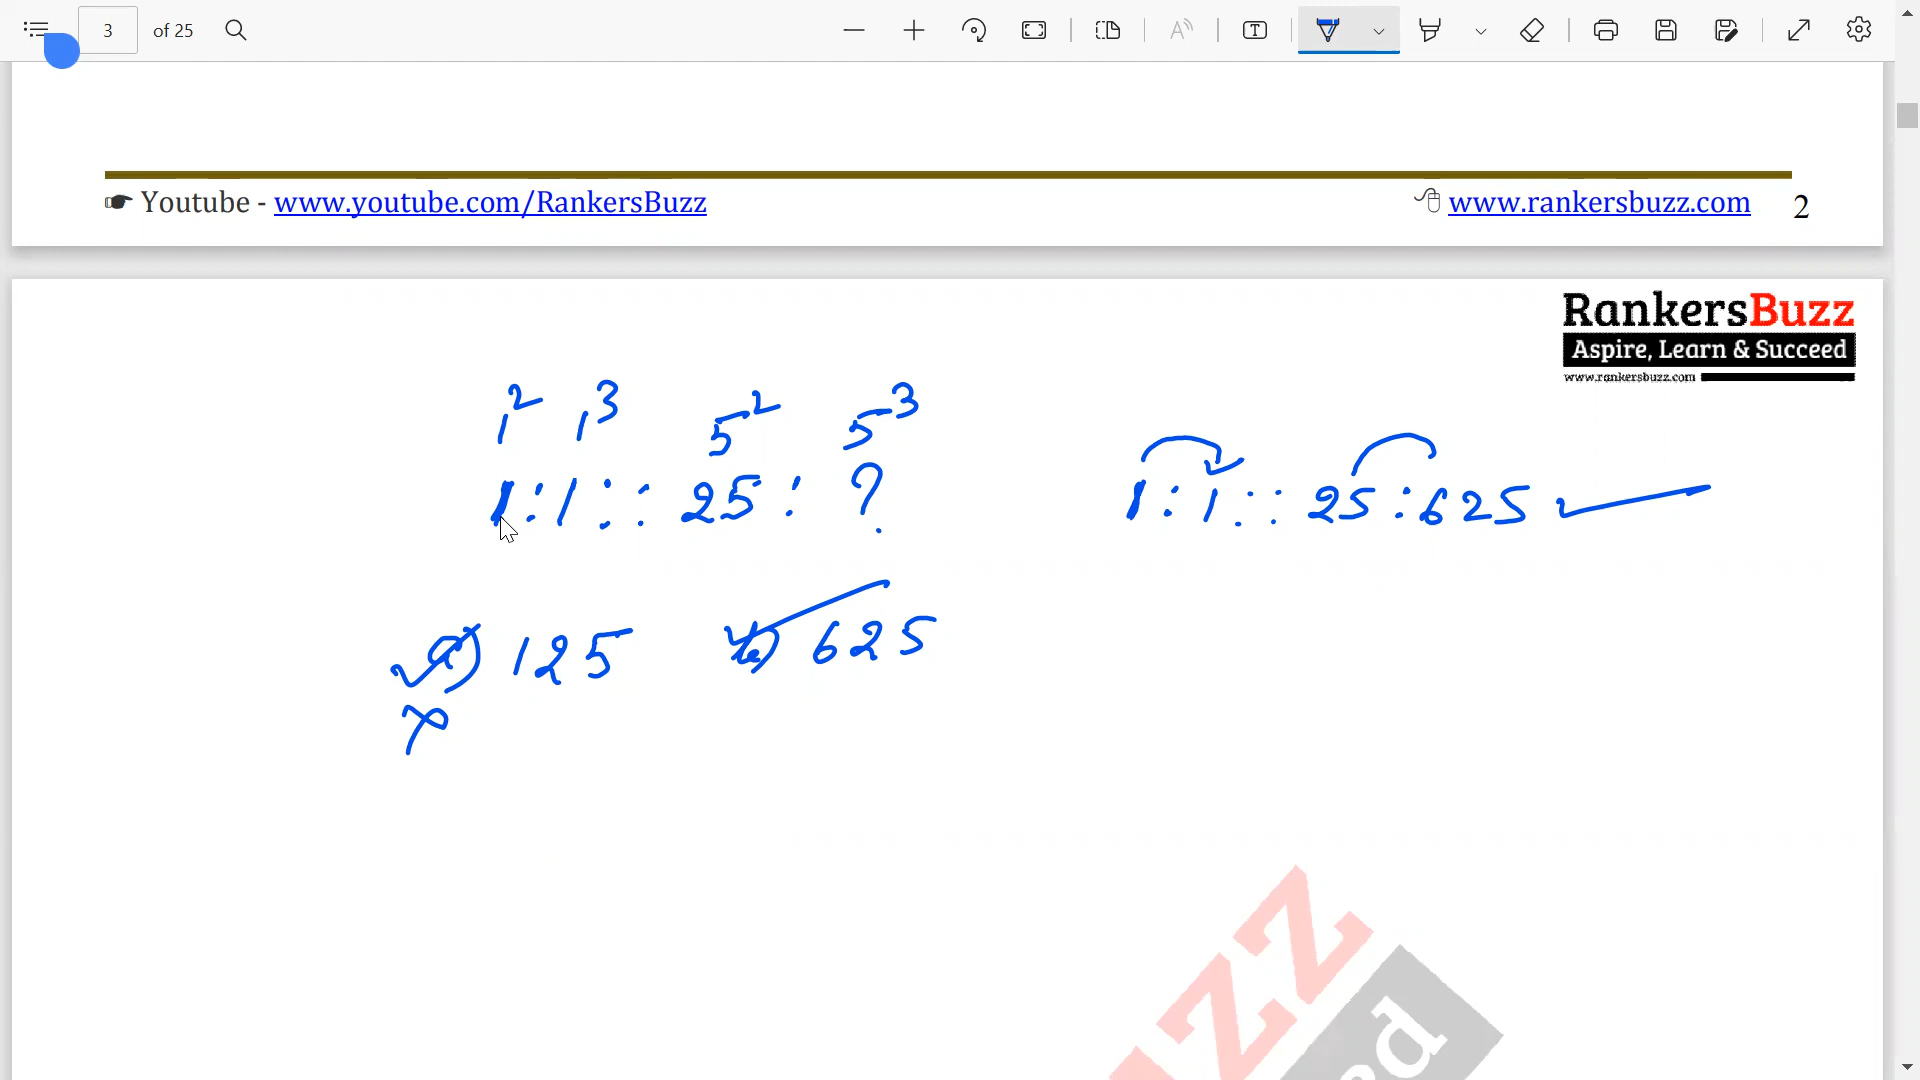 3 of 25
Youtube - www.youtube.com/RankersBuzz www.rankersbuzz.com 2
RankersBuzz
Aspire, Learn & Succeed
www.rankersbuzz.com
1² 1³ 5² 5³
1 : 1 :: 25 : ?
1 : 1 :: 25 : 625
a) 125 b) 625